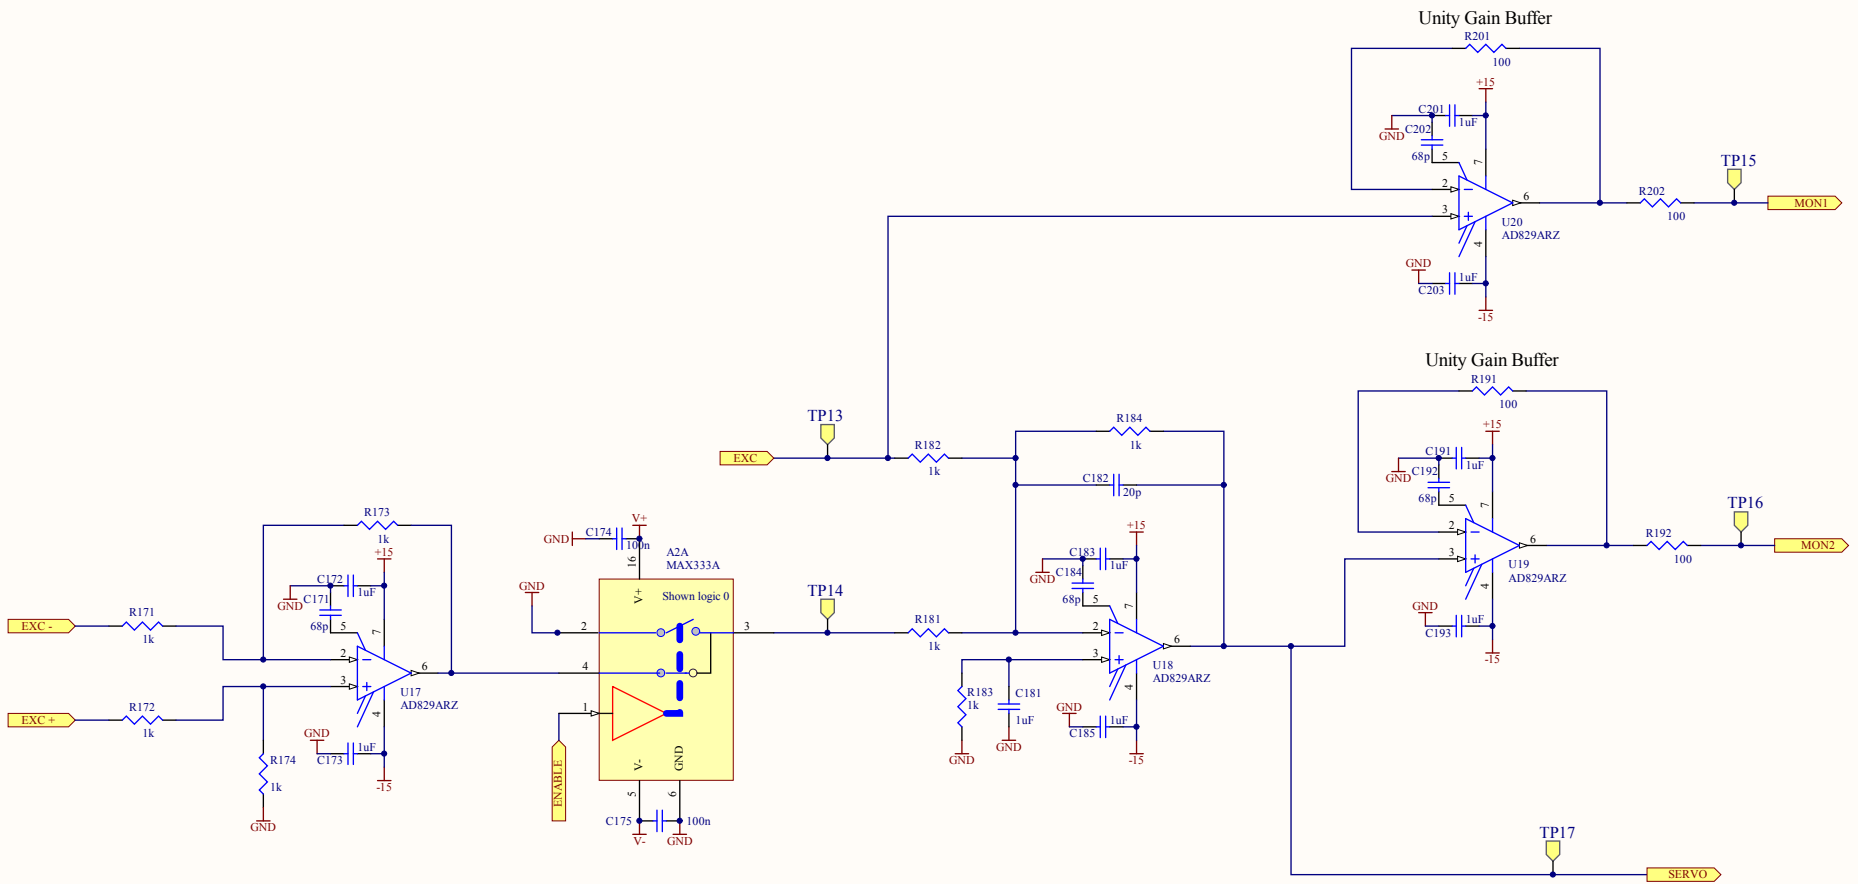 Unity Gain Buffer
R201
100
+15
C201
1uF
GND
C202
68p
5
7
2
3
6
4
U20
AD829ARZ
GND
1uF
C203
-15
R202
100
TP15
MON1
Unity Gain Buffer
R191
100
+15
C191
1uF
GND
C192
68p
5
7
2
3
6
4
U19
AD829ARZ
GND
1uF
C193
-15
R192
100
TP16
MON2
TP13
EXC
R182
1k
R184
1k
C182
20p
+15
C183
1uF
GND
C184
68p
5
7
2
3
6
4
U18
AD829ARZ
R183
1k
C181
1uF
GND
GND
GND
1uF
C185
-15
TP14
R181
1k
V+
GND
C174
100n
16
A2A
MAX333A
V+
Shown logic 0
GND
2
3
4
1
V-
GND
ENABLE
5
6
C175
100n
V-
GND
R173
1k
+15
C172
1uF
GND
C171
68p
5
7
EXC -
R171
1k
2
3
6
4
U17
AD829ARZ
EXC +
R172
1k
R174
1k
GND
GND
1uF
C173
-15
TP17
SERVO